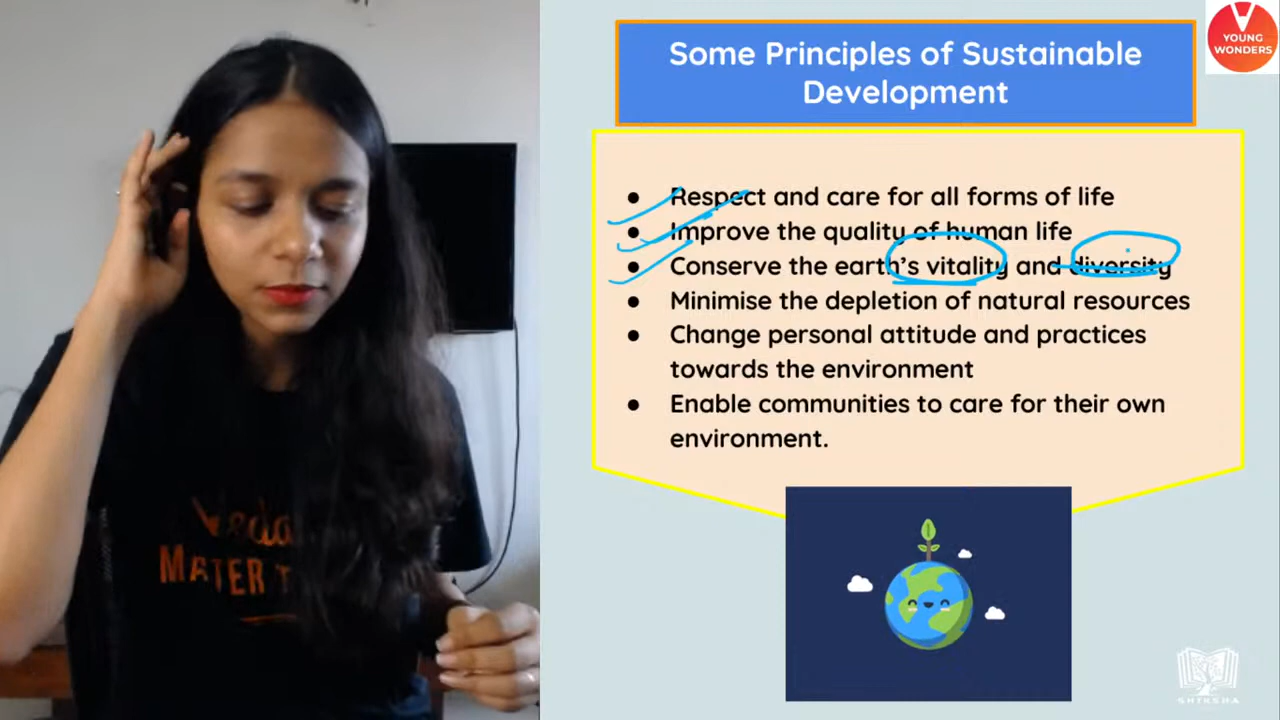 YOUNG
WONDERS
Some Principles of Sustainable
Development
● Respect and care for all forms of life
● Improve the quality of human life
● Conserve the earth's vitality and diversity
● Minimise the depletion of natural resources
● Change personal attitude and practices
towards the environment
● Enable communities to care for their own
environment.
MATER
SHIKSHA